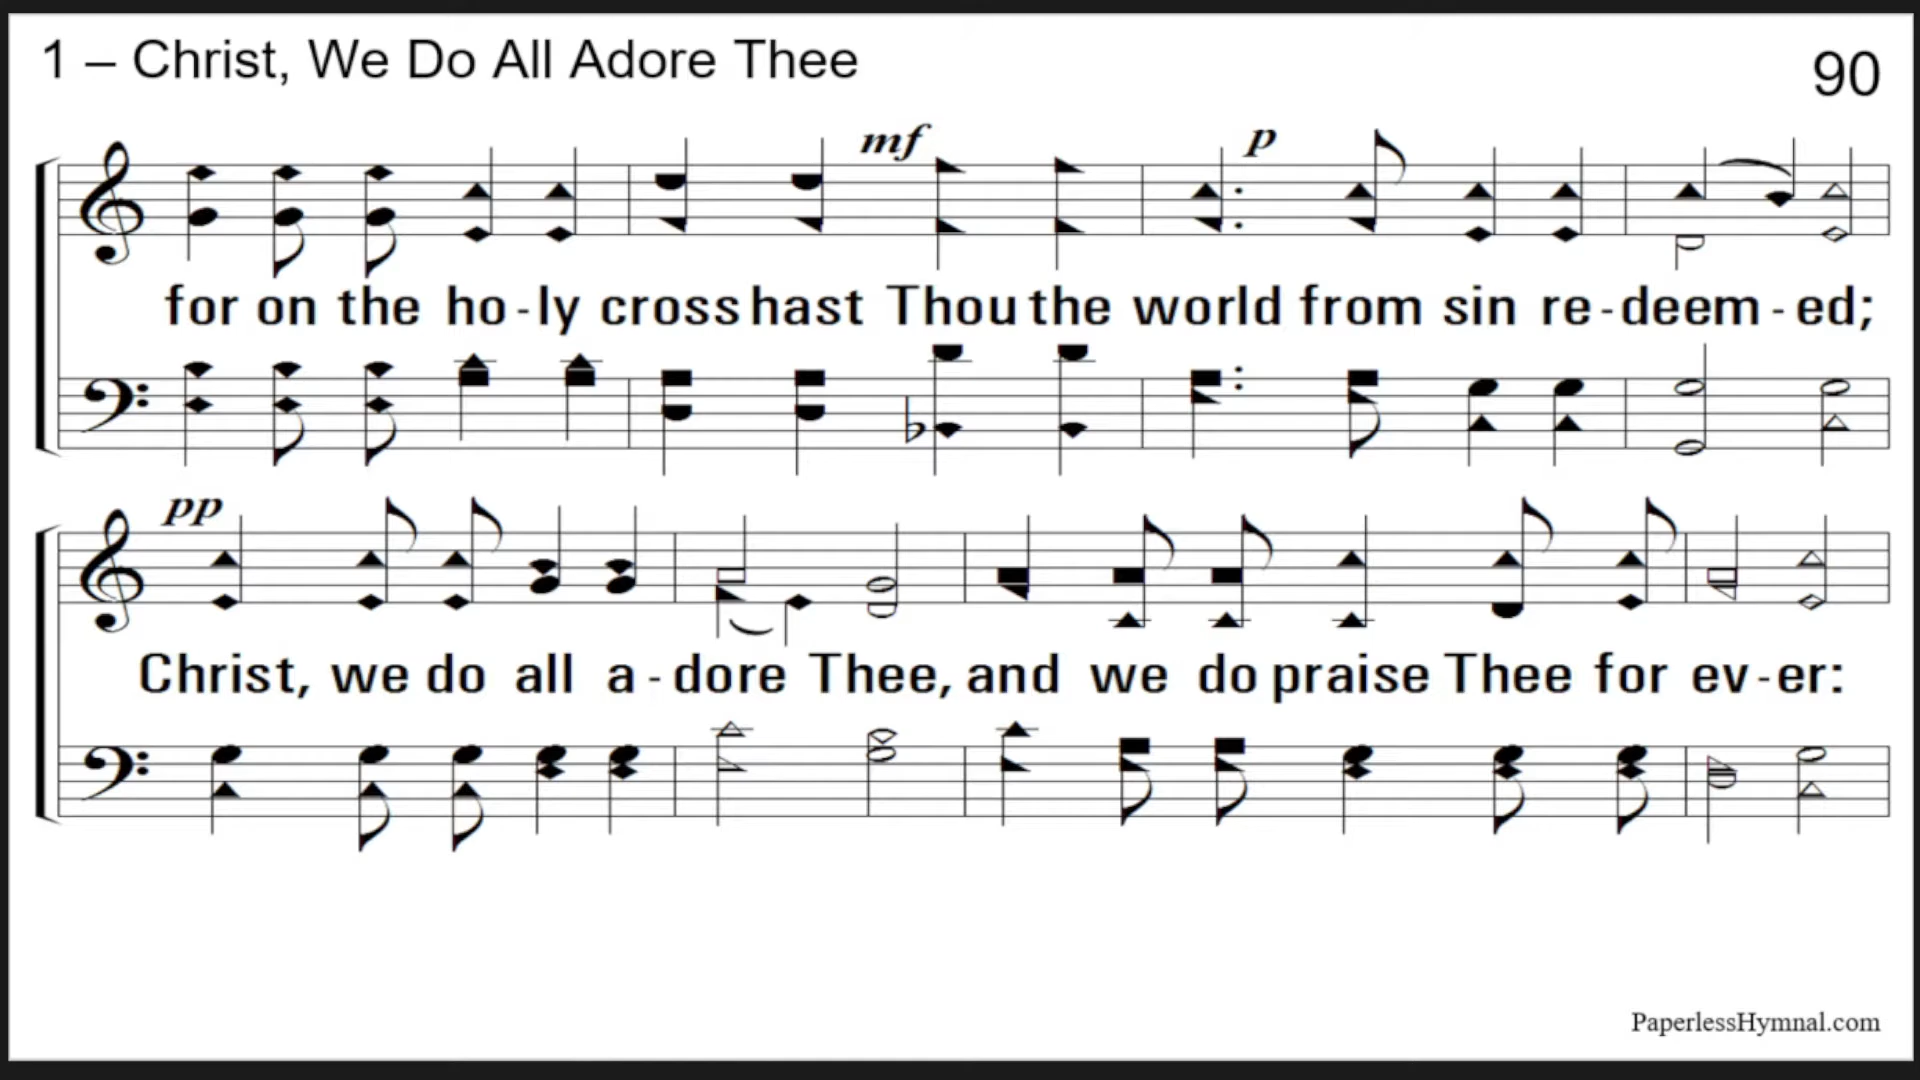 1 – Christ, We Do All Adore Thee
90
mf
p
for on the ho - ly cross hast Thou the world from sin re - deem - ed;
pp
Christ, we do all a - dore Thee, and we do praise Thee for ev - er:
PaperlessHymnal.com